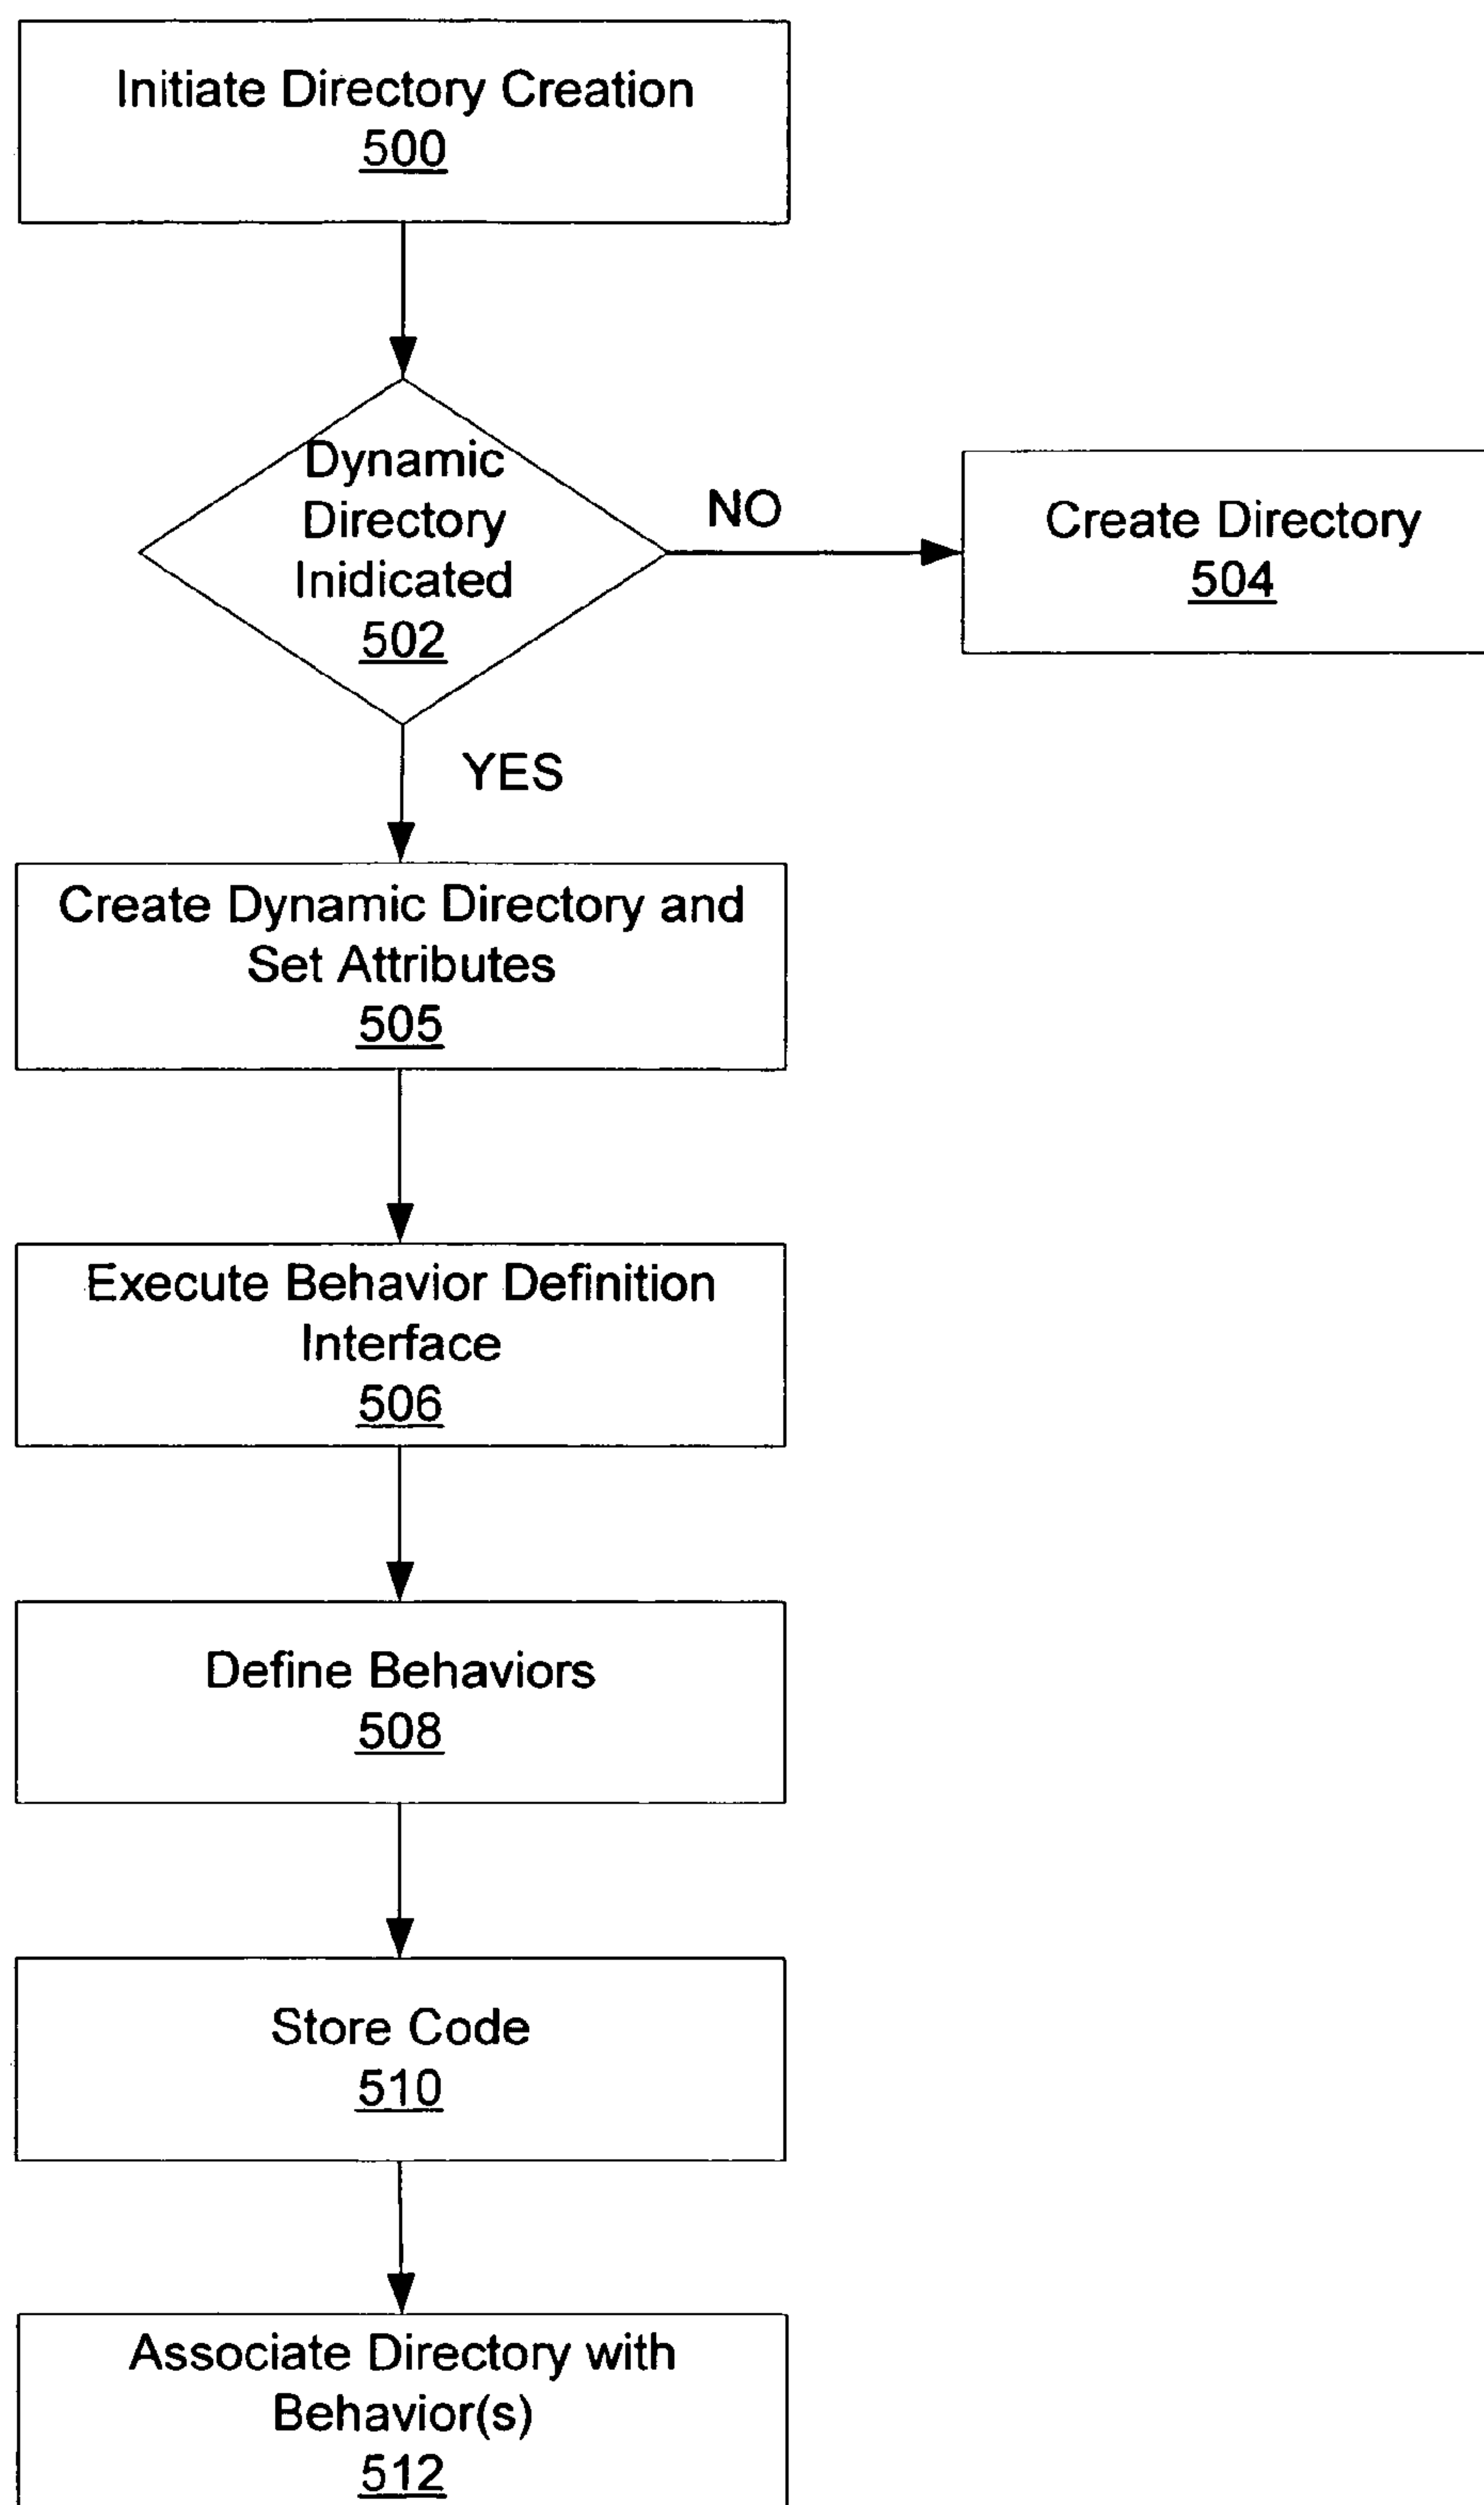 Initiate Directory Creation
500
Dynamic
Directory
Inidicated
502
NO
Create Directory
504
YES
Create Dynamic Directory and
Set Attributes
505
Execute Behavior Definition
Interface
506
Define Behaviors
508
Store Code
510
Associate Directory with
Behavior(s)
512